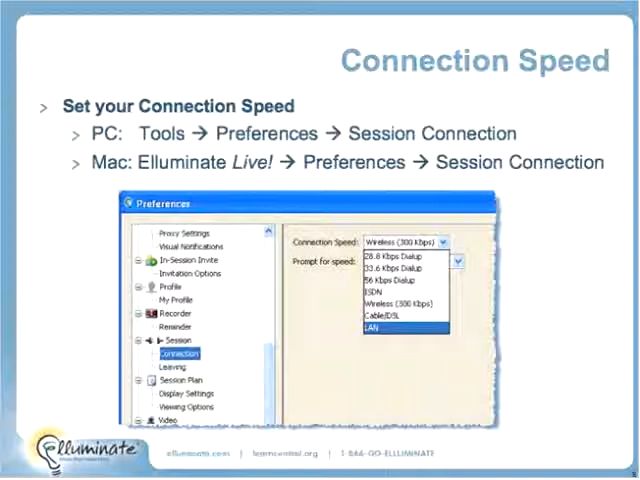 Connection Speed
> Set your Connection Speed
> PC: Tools → Preferences → Session Connection
> Mac: Elluminate Live! → Preferences → Session Connection
Preferences
Proxy Settings
Visual Notifications
In-Session Invite
Invitation Options
Profile
My Profile
Recorder
Reminder
Session
Connection
Leaving
Session Plan
Display Settings
Viewing Options
Video
Connection Speed: Wireless (300 Kbps)
Prompt for speed:
28.8 Kbps Dialup
33.6 Kbps Dialup
56 Kbps Dialup
ISDN
Wireless (300 Kbps)
Cable/DSL
LAN
elluminate
elluminate.com | learncentral.org | 1-866-GO-ELLUMINATE